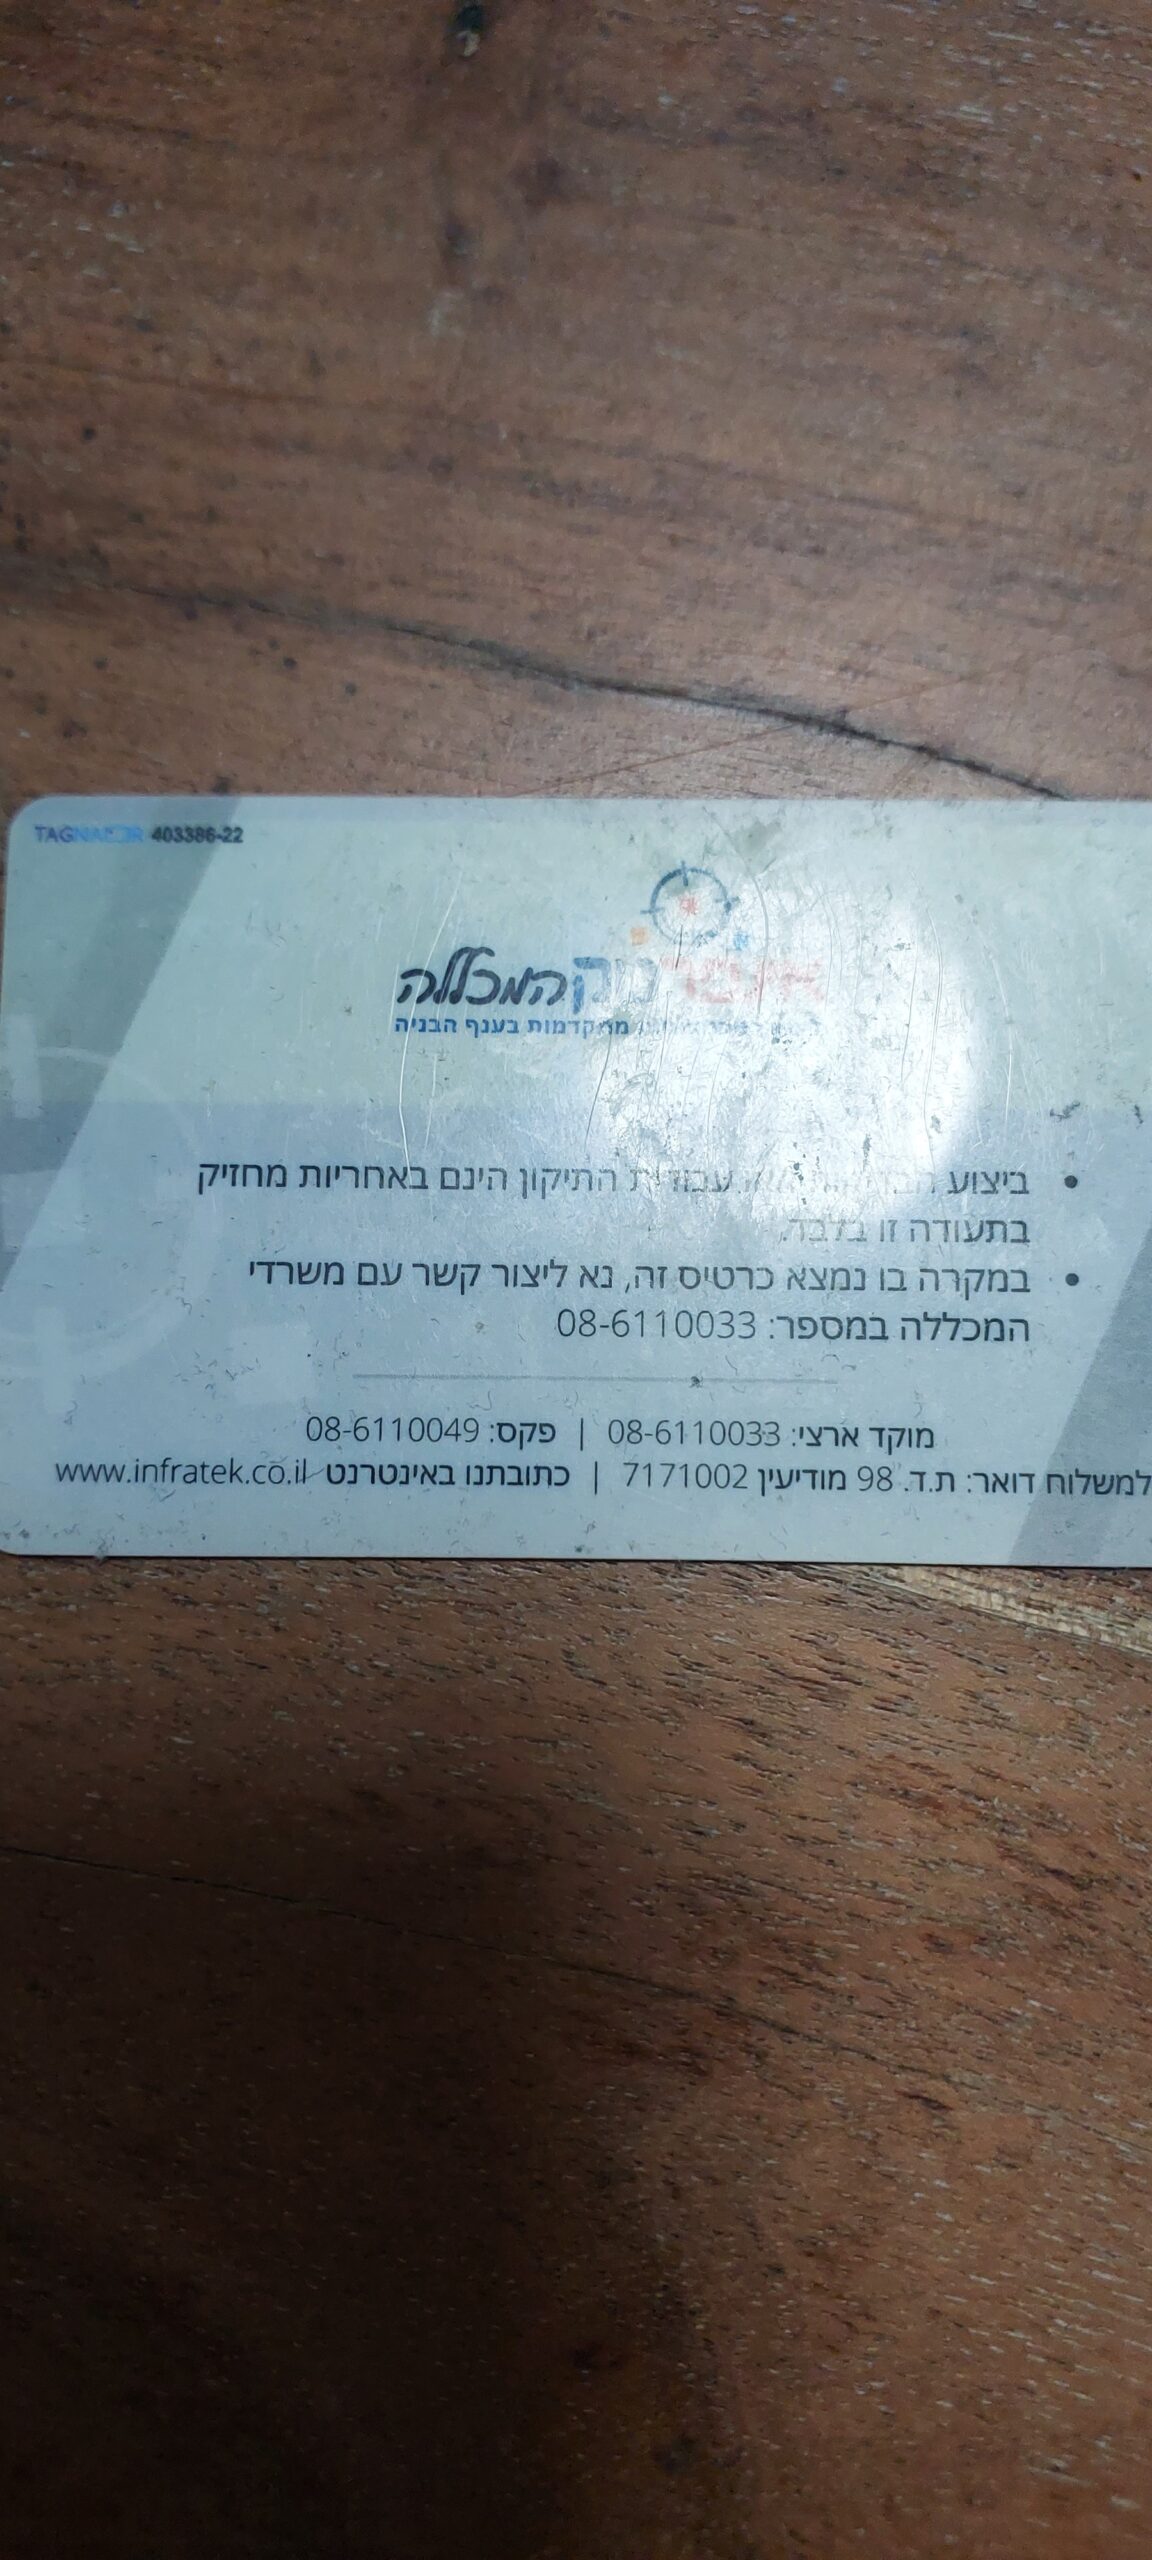 403386-22
המכללה
בענף הבניה
ביצוע עבודות התיקון הינם באחריות מחזיק
בתעודה זו בלבד.
במקרה בו נמצא כרטיס זה, נא ליצור קשר עם משרדי
המכללה במספר: 08-6110033
מוקד ארצי: 08-6110033 | פקס: 08-6110049
למשלוח דואר: ת.ד. 98 מודיעין 7171002 | כתובתנו באינטרנט www.infratek.co.il